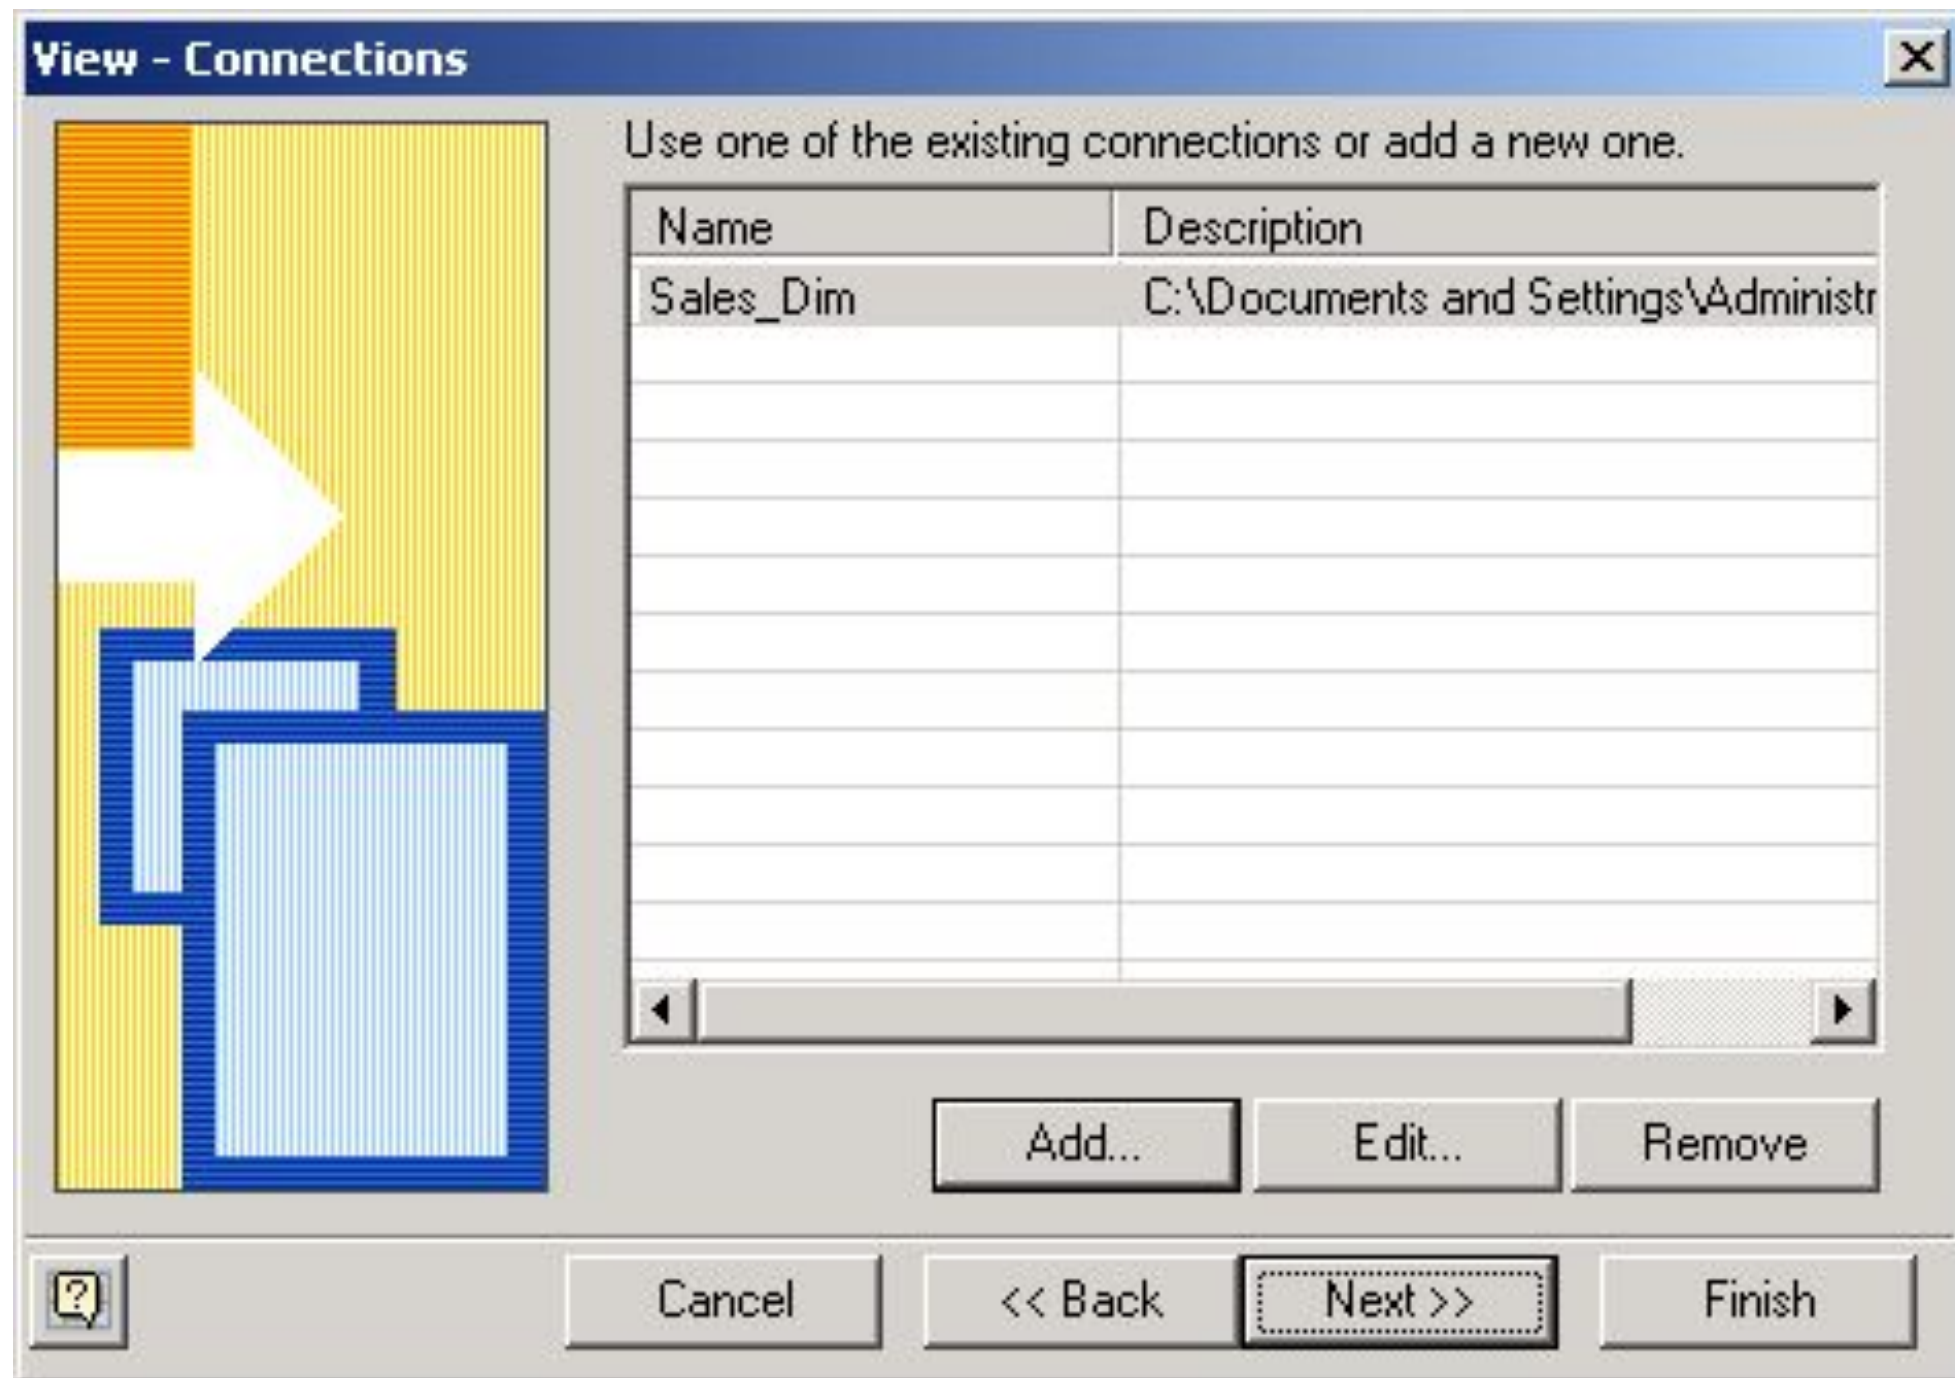 View - Connections
Use one of the existing connections or add a new one.
Name Description
Sales_Dim C:\Documents and Settings\Administr
Add... Edit... Remove
? Cancel << Back Next >> Finish